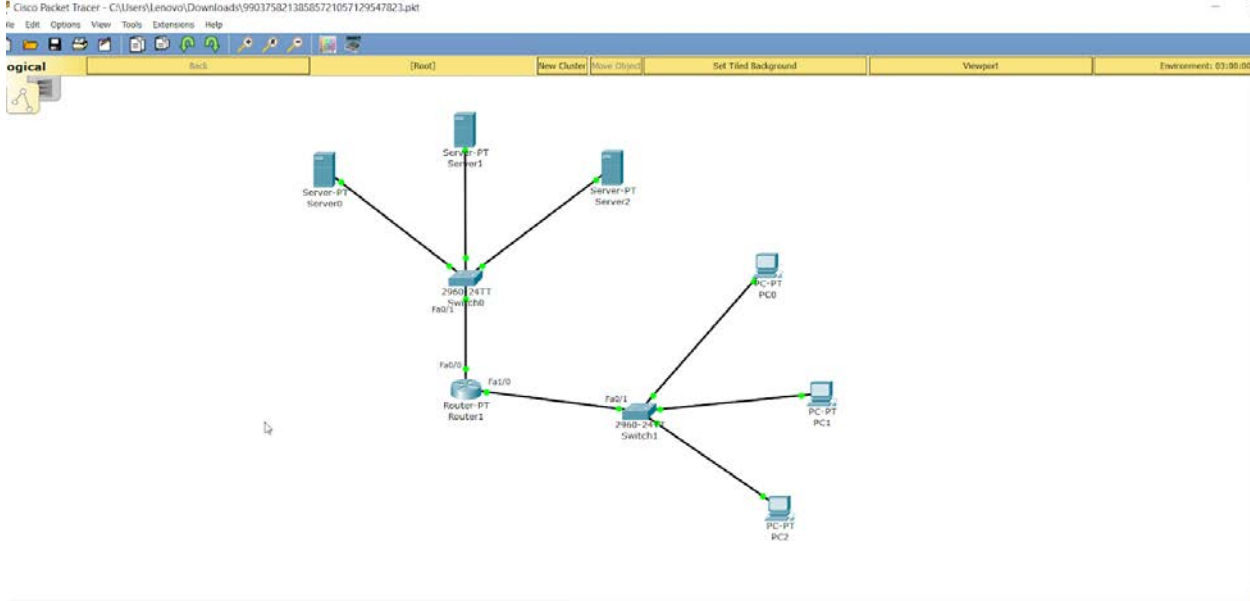 Cisco Packet Tracer - C:\Users\Lenovo\Downloads\99037582138585721057129547823.pkt
Edit Options View Tools Extensions Help
ogical Back [Root] New Cluster Move Object Set Tiled Background Viewport Environment: 03:00:00
Server-PT
Server1
Server-PT
Server0
Server-PT
Server2
2960-24TT
Switch0
Fa0/1
PC-PT
PC0
Fa0/0
Fa1/0
Router-PT
Router1
Fa0/1
2960-24TT
Switch1
PC-PT
PC1
PC-PT
PC2